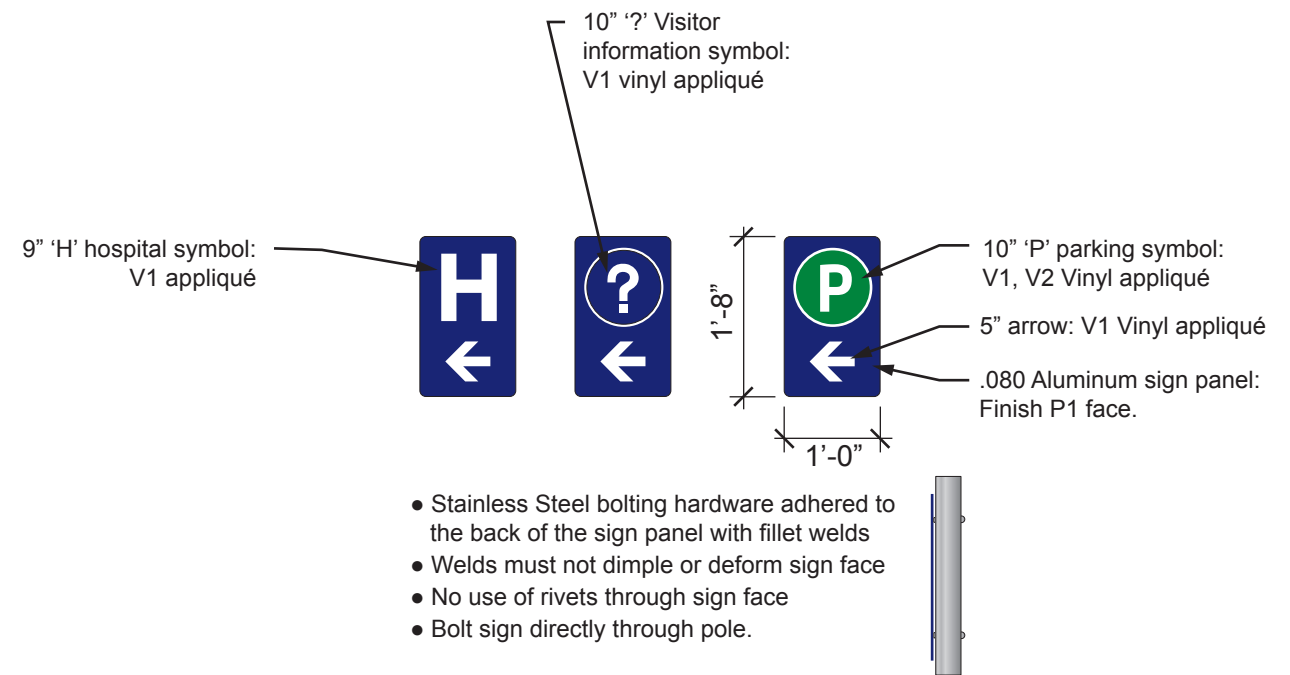 10” ‘?’ Visitor
information symbol:
V1 vinyl appliqué
9” ‘H’ hospital symbol:
V1 appliqué
H
?
P
1’-8”
1’-0”
10” ‘P’ parking symbol:
V1, V2 Vinyl appliqué
5” arrow: V1 Vinyl appliqué
.080 Aluminum sign panel:
Finish P1 face.
● Stainless Steel bolting hardware adhered to
the back of the sign panel with fillet welds
● Welds must not dimple or deform sign face
● No use of rivets through sign face
● Bolt sign directly through pole.